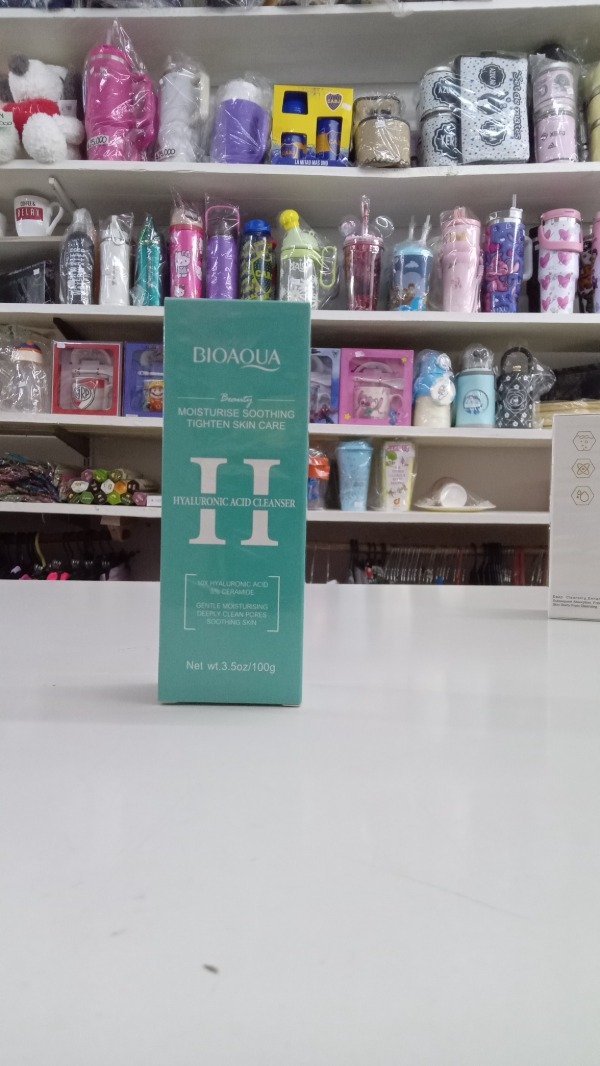 RELAX
BIOAQUA
Beauty
MOISTURISE SOOTHING
TIGHTEN SKIN CARE
H
HYALURONIC ACID CLEANSER
10X HYALURONIC ACID
5% CERAMIDE
GENTLE MOISTURISING
DEEPLY CLEAN PORES
SOOTHING SKIN
Net wt.3.5oz/100g